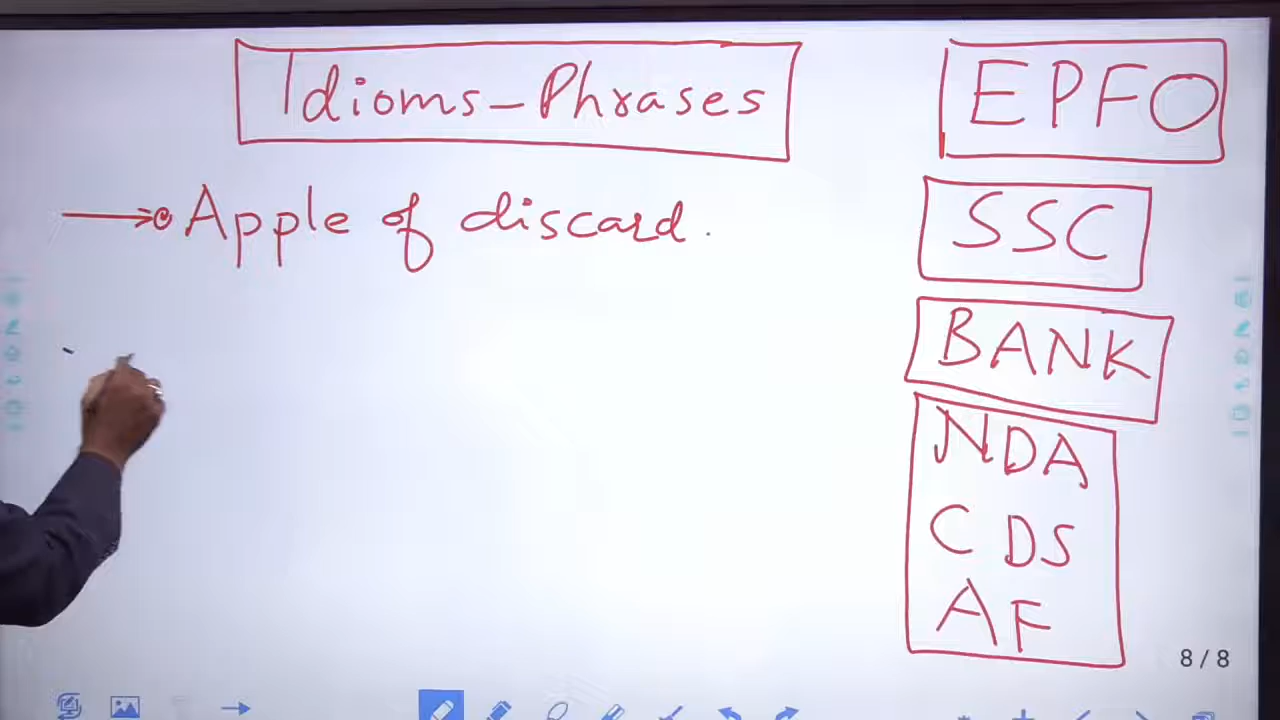 Idioms-Phrases
Apple of discard.
EPFO
SSC
BANK
NDA
CDS
AF
8/8